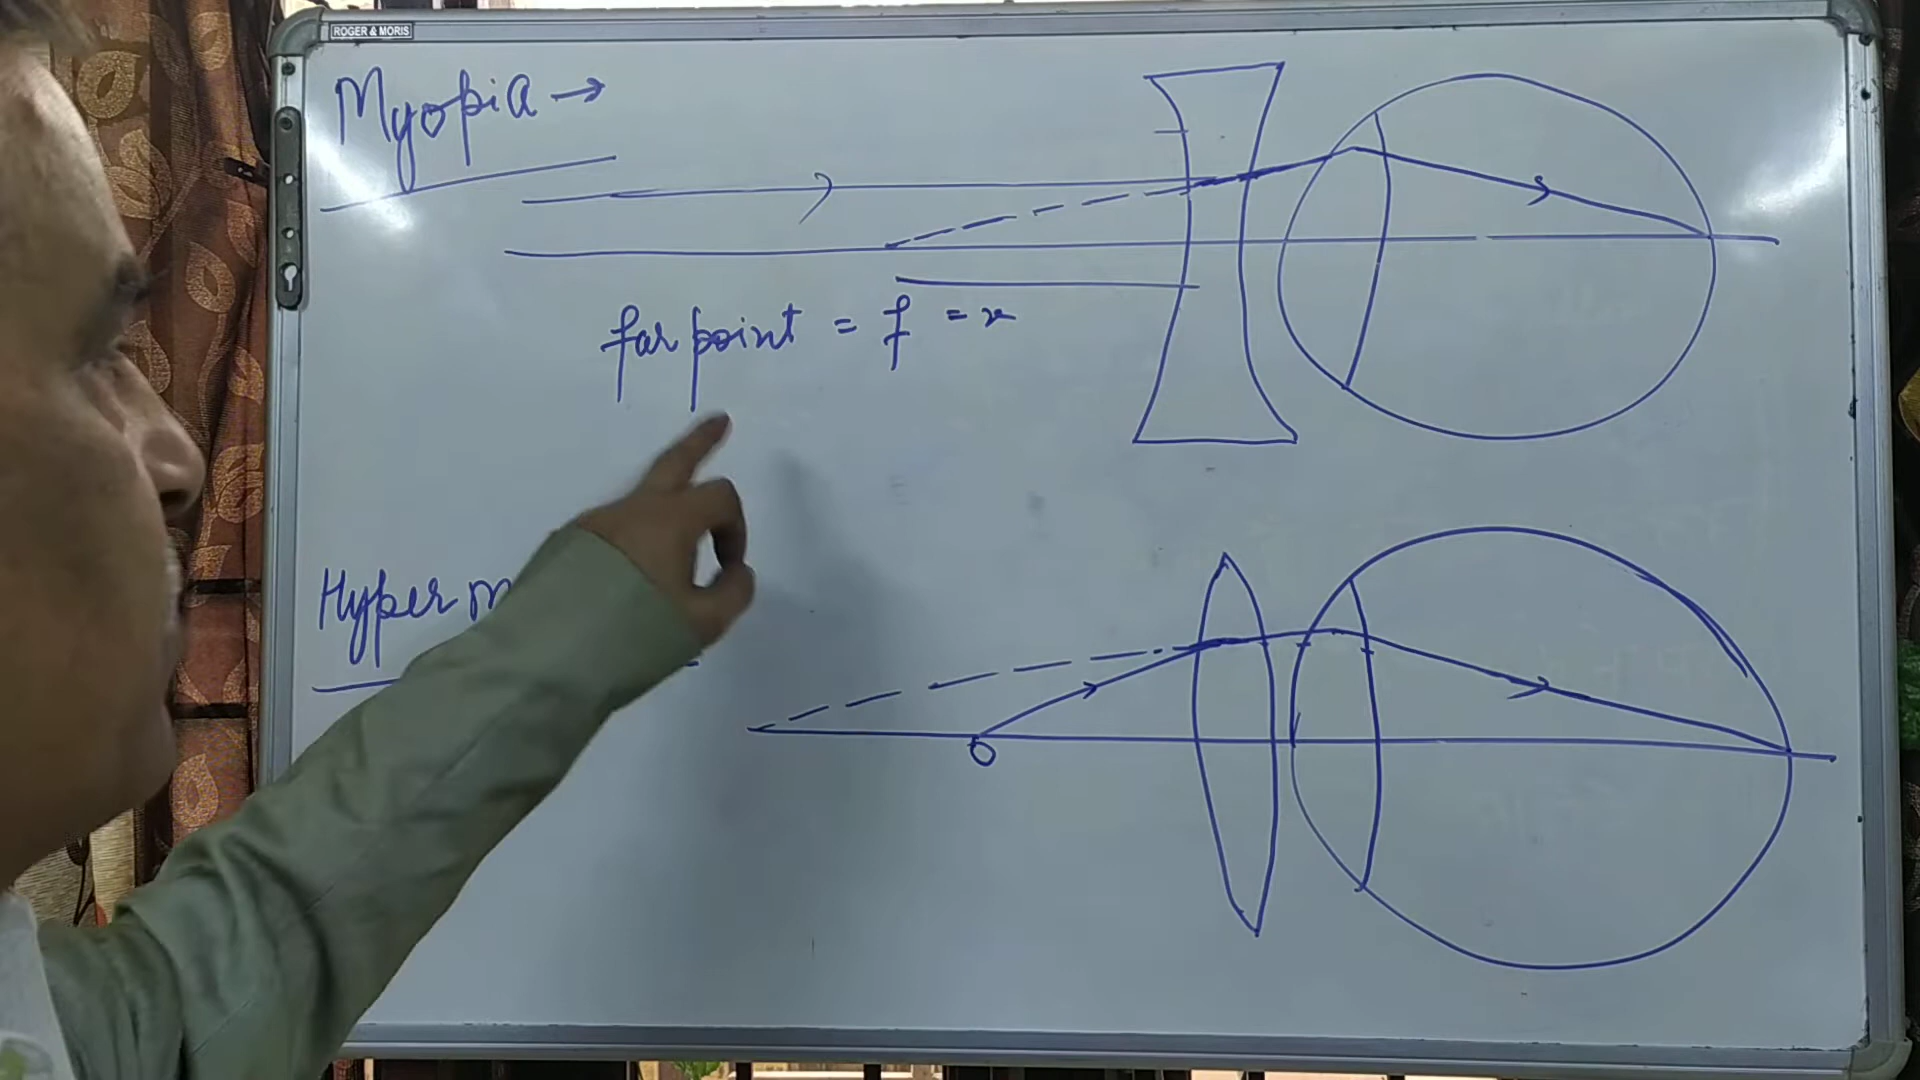 ROGER & MORIS
Myopia →
far point = f = x
Hyper m
O